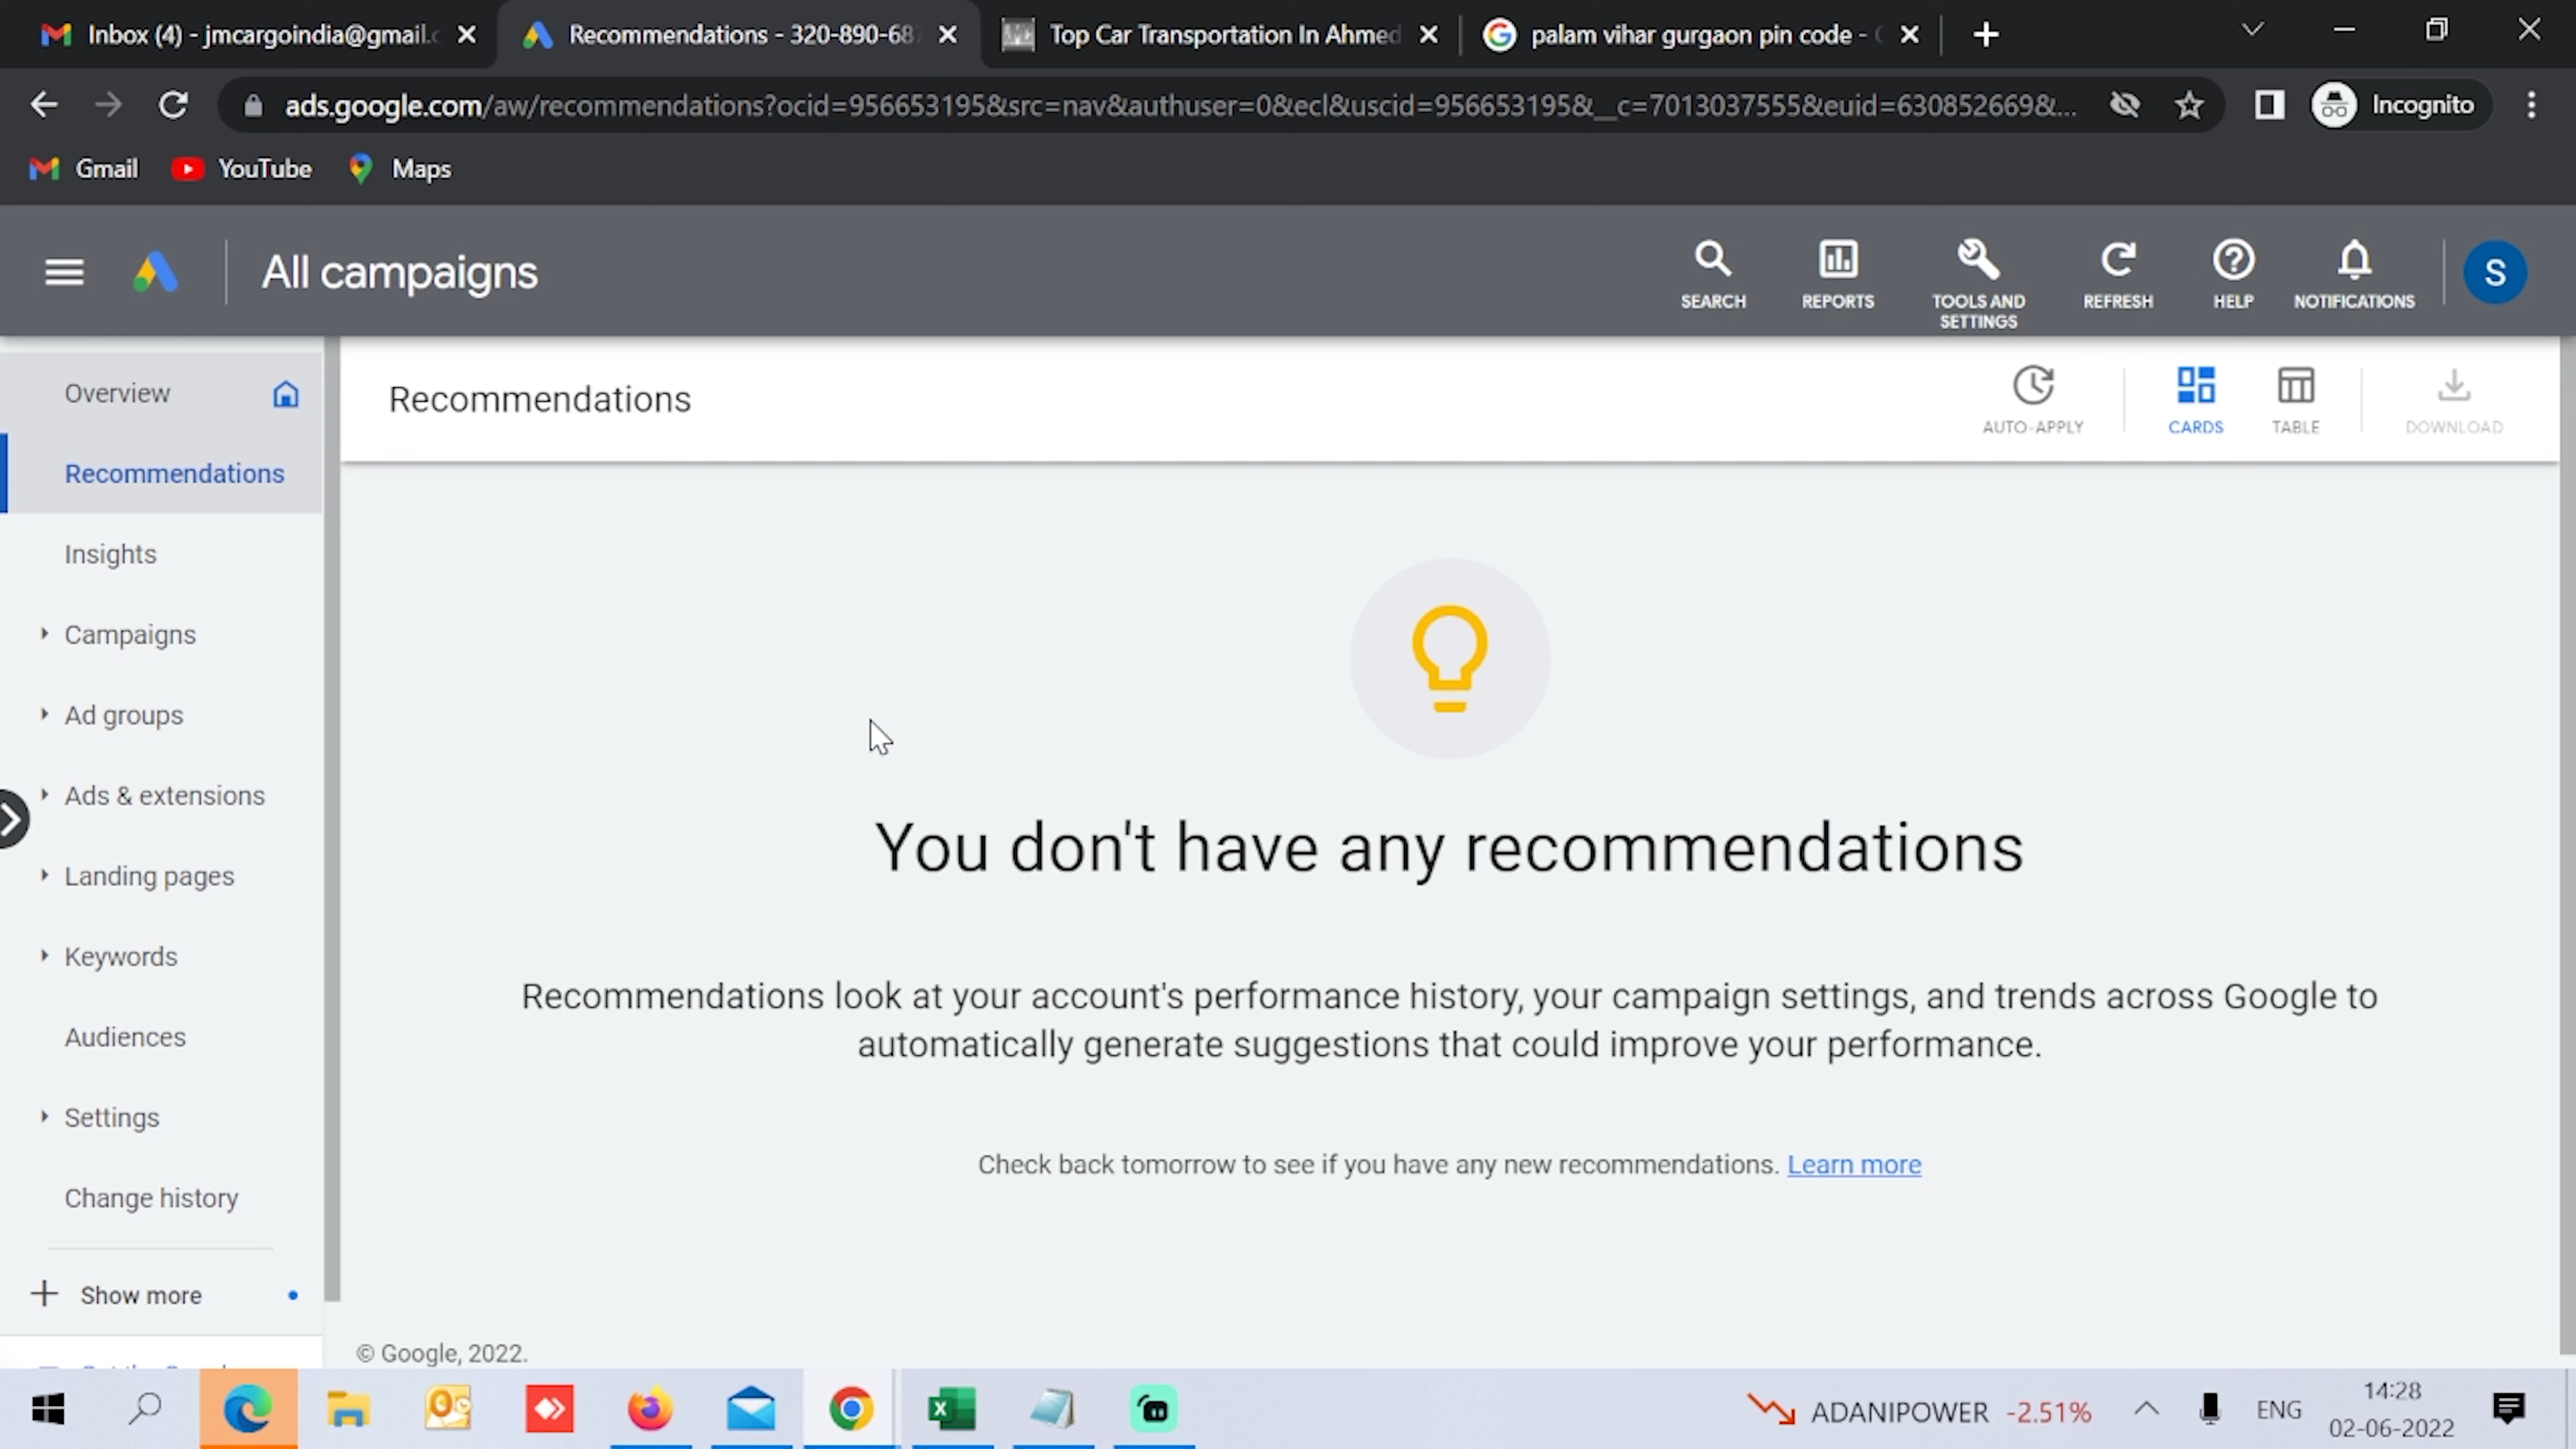 Inbox (4) - jmcargoindia@gmail.c
Recommendations - 320-890-687
Top Car Transportation In Ahmed
palam vihar gurgaon pin code -
ads.google.com/aw/recommendations?ocid=956653195&src=nav&authuser=0&ecl&uscid=956653195&__c=7013037555&euid=630852669&...
Incognito
Gmail
YouTube
Maps
All campaigns
SEARCH
REPORTS
TOOLS AND
SETTINGS
REFRESH
HELP
NOTIFICATIONS
S
Overview
Recommendations
Insights
Campaigns
Ad groups
Ads & extensions
Landing pages
Keywords
Audiences
Settings
Change history
Show more
Recommendations
AUTO-APPLY
CARDS
TABLE
DOWNLOAD
You don't have any recommendations
Recommendations look at your account's performance history, your campaign settings, and trends across Google to
automatically generate suggestions that could improve your performance.
Check back tomorrow to see if you have any new recommendations. Learn more
© Google, 2022.
ADANIPOWER -2.51%
ENG
14:28
02-06-2022